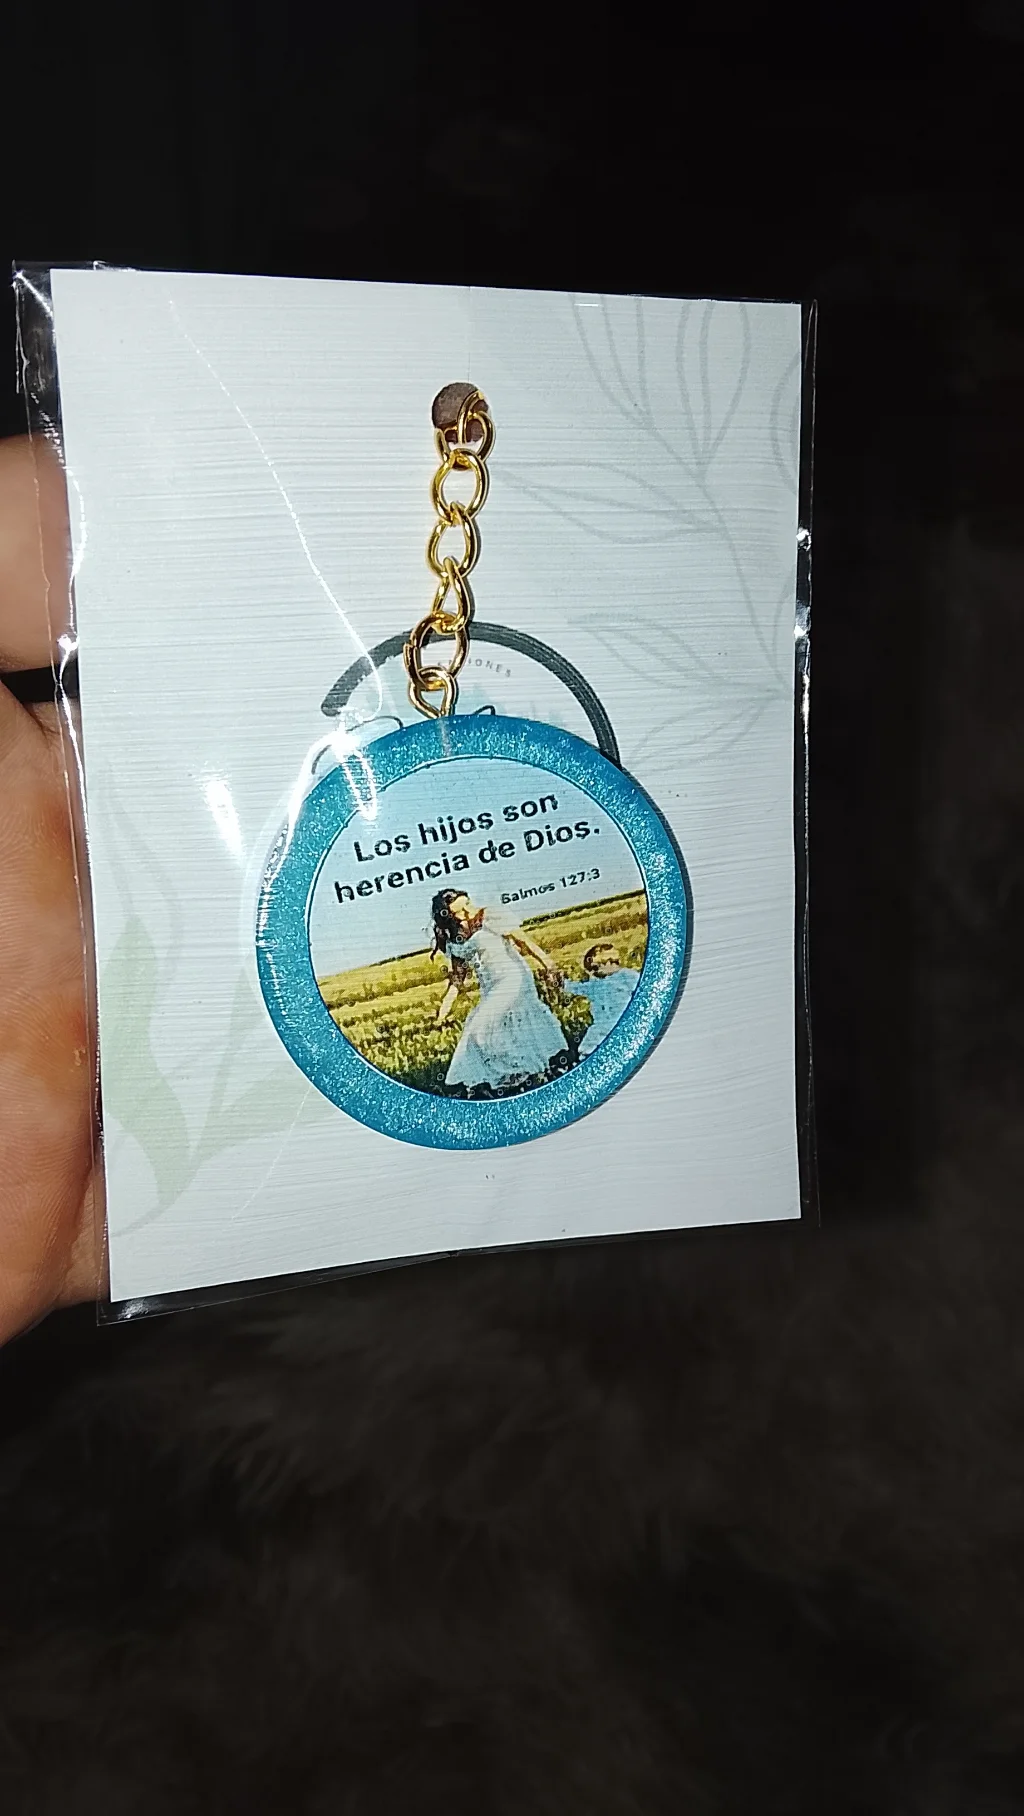 Los hijos son
herencia de Dios.
Salmos 127:3